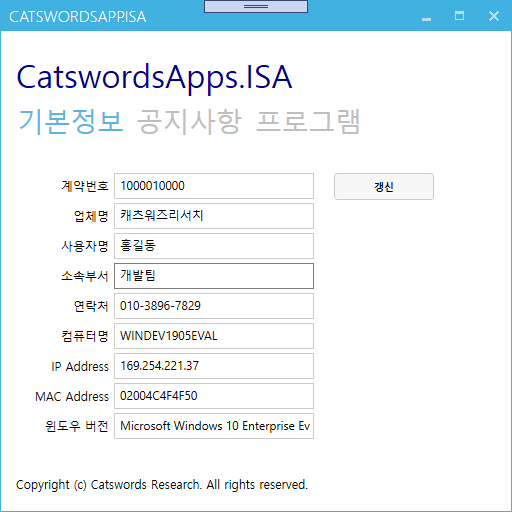 CATSWORDSAPP.ISA
CatswordsApps.ISA
기본정보 공지사항 프로그램
계약번호 1000010000 갱신
업체명 캐츠워즈리서치
사용자명 홍길동
소속부서 개발팀
연락처 010-3896-7829
컴퓨터명 WINDEV1905EVAL
IP Address 169.254.221.37
MAC Address 02004C4F4F50
윈도우 버전 Microsoft Windows 10 Enterprise Ev
Copyright (c) Catswords Research. All rights reserved.